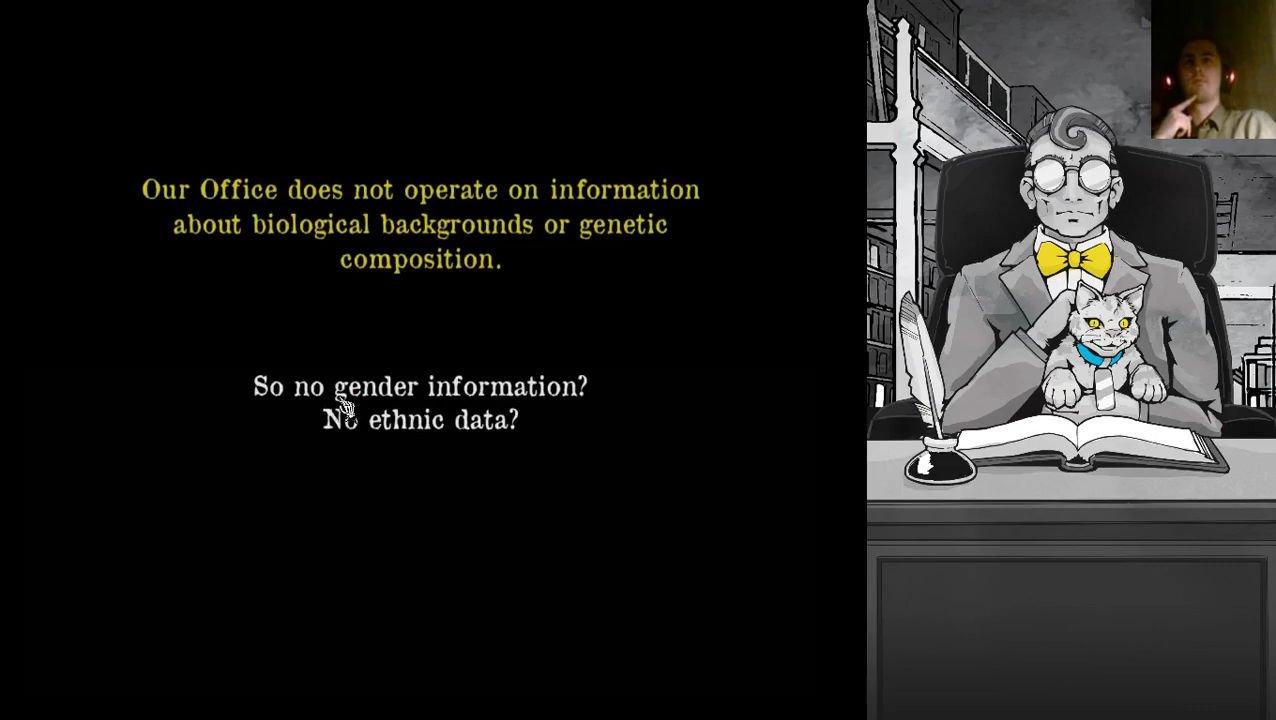 Our Office does not operate on information
about biological backgrounds or genetic
composition.
So no gender information?
No ethnic data?